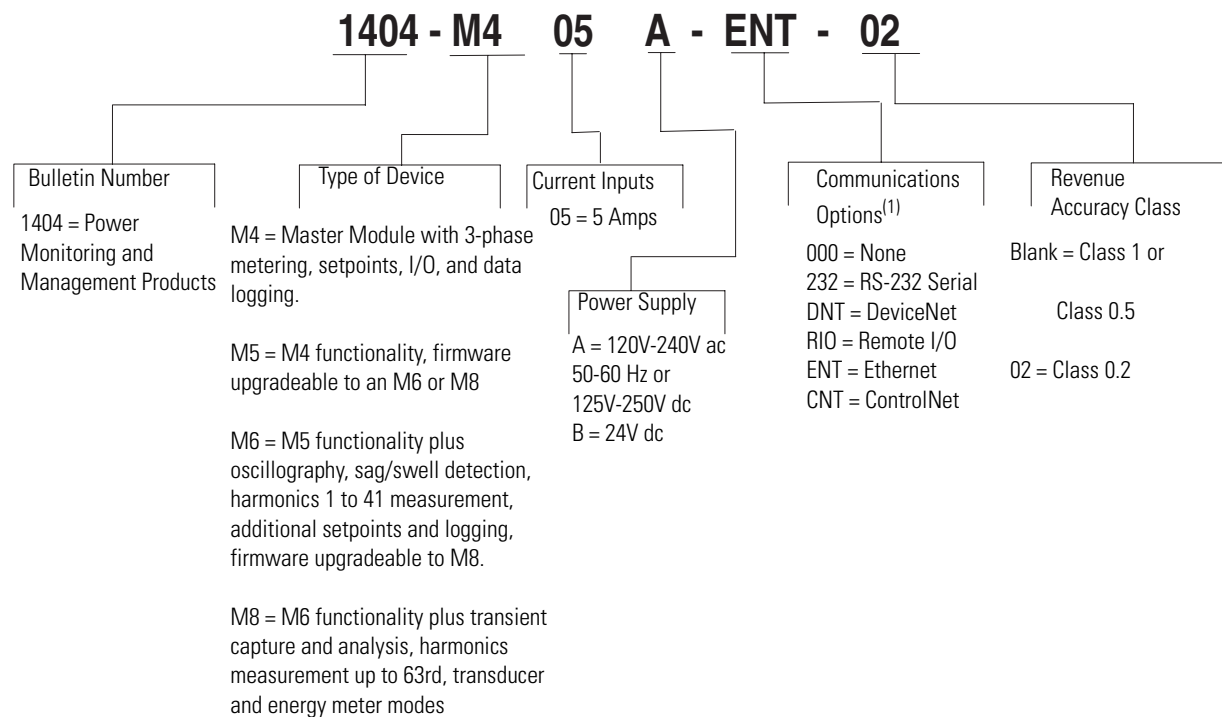 1404 - M4 05 A - ENT - 02
Bulletin Number
1404 = Power
Monitoring and
Management Products
Type of Device
M4 = Master Module with 3-phase
metering, setpoints, I/O, and data
logging.
M5 = M4 functionality, firmware
upgradeable to an M6 or M8
M6 = M5 functionality plus
oscillography, sag/swell detection,
harmonics 1 to 41 measurement,
additional setpoints and logging,
firmware upgradeable to M8.
M8 = M6 functionality plus transient
capture and analysis, harmonics
measurement up to 63rd, transducer
and energy meter modes
Current Inputs
05 = 5 Amps
Power Supply
A = 120V-240V ac
50-60 Hz or
125V-250V dc
B = 24V dc
Communications
Options(1)
000 = None
232 = RS-232 Serial
DNT = DeviceNet
RIO = Remote I/O
ENT = Ethernet
CNT = ControlNet
Revenue
Accuracy Class
Blank = Class 1 or
Class 0.5
02 = Class 0.2